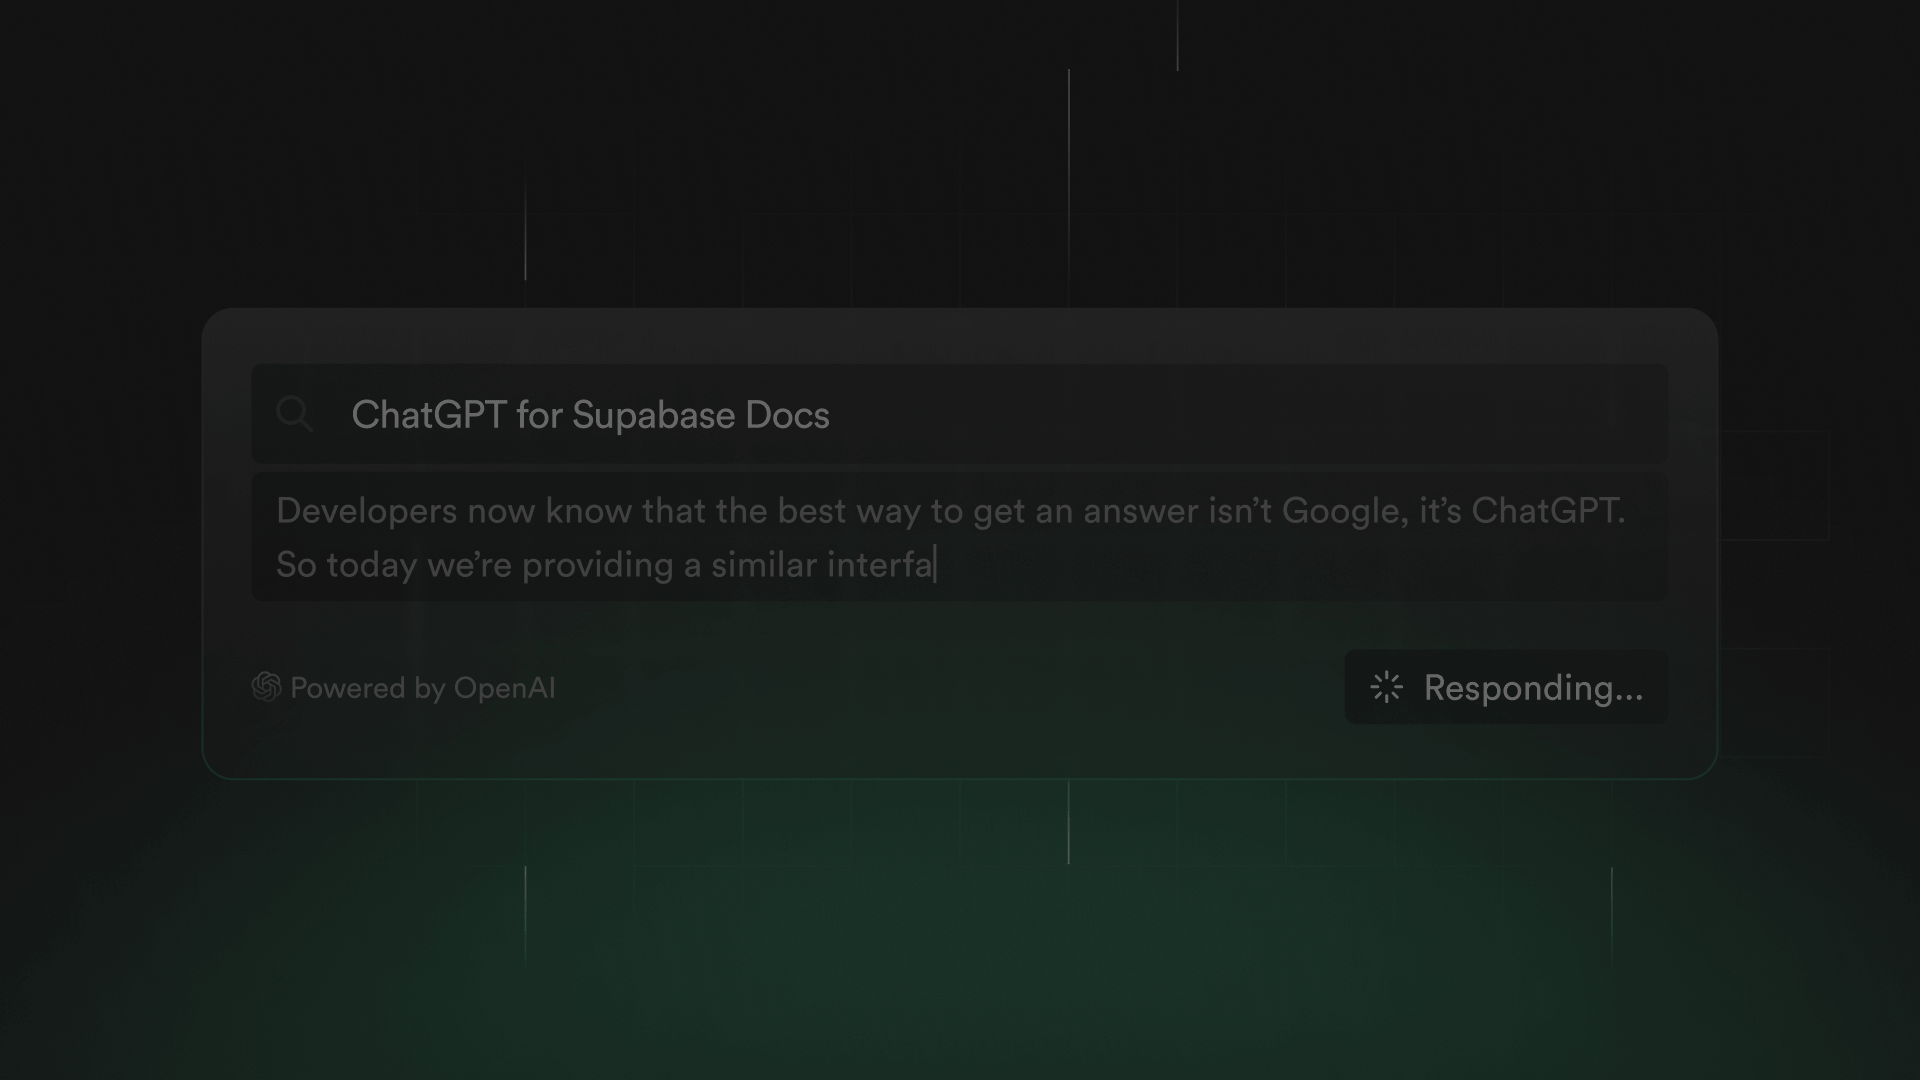 ChatGPT for Supabase Docs
Developers now know that the best way to get an answer isn’t Google, it’s ChatGPT.
So today we’re providing a similar interfa
Powered by OpenAI
Responding...